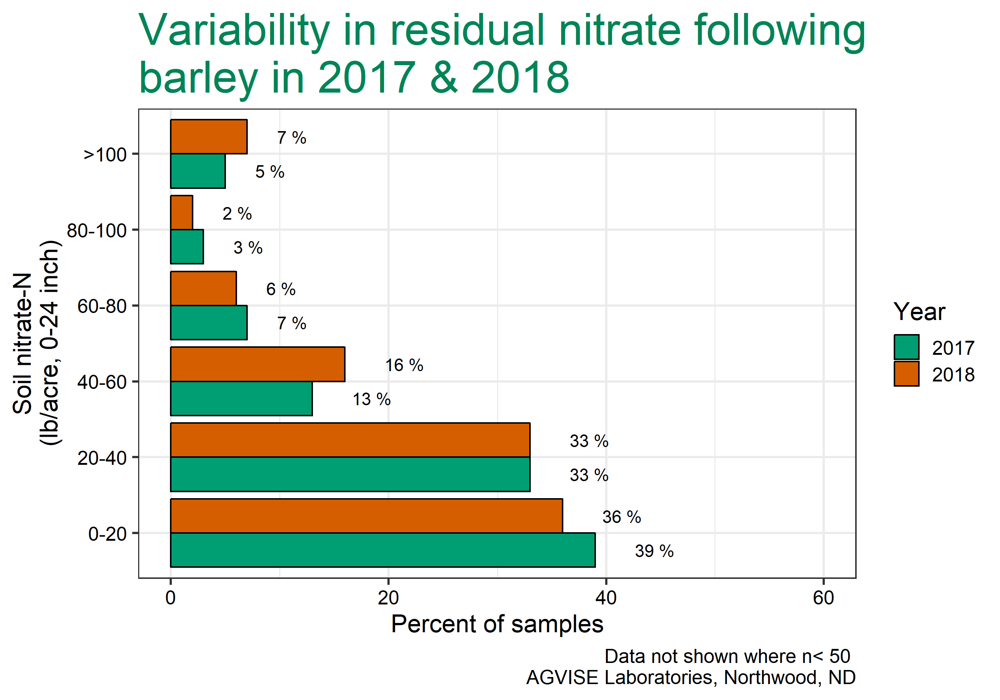 Variability in residual nitrate following
barley in 2017 & 2018
7 %
>100
5 %
2 %
80-100
3 %
6 %
60-80
7 %
16 %
40-60
13 %
33 %
20-40
33 %
36 %
0-20
39 %
Soil nitrate-N
(lb/acre, 0-24 inch)
0 20 40 60
Percent of samples
Year
2017
2018
Data not shown where n< 50
AGVISE Laboratories, Northwood, ND